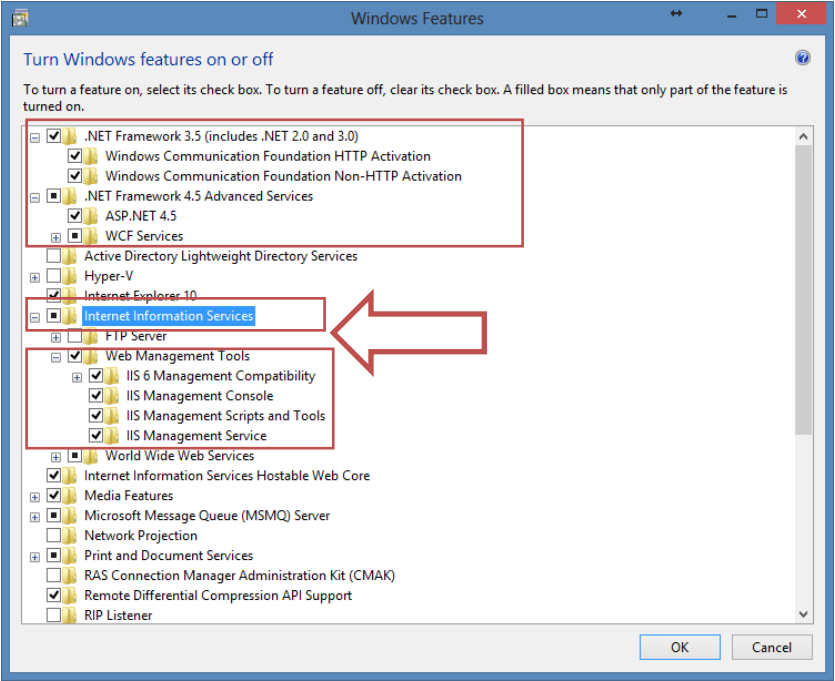 Windows Features
Turn Windows features on or off
To turn a feature on, select its check box. To turn a feature off, clear its check box. A filled box means that only part of the feature is
turned on.
.NET Framework 3.5 (includes .NET 2.0 and 3.0)
Windows Communication Foundation HTTP Activation
Windows Communication Foundation Non-HTTP Activation
.NET Framework 4.5 Advanced Services
ASP.NET 4.5
WCF Services
Active Directory Lightweight Directory Services
Hyper-V
Internet Explorer 10
Internet Information Services
FTP Server
Web Management Tools
IIS 6 Management Compatibility
IIS Management Console
IIS Management Scripts and Tools
IIS Management Service
World Wide Web Services
Internet Information Services Hostable Web Core
Media Features
Microsoft Message Queue (MSMQ) Server
Network Projection
Print and Document Services
RAS Connection Manager Administration Kit (CMAK)
Remote Differential Compression API Support
RIP Listener
OK Cancel